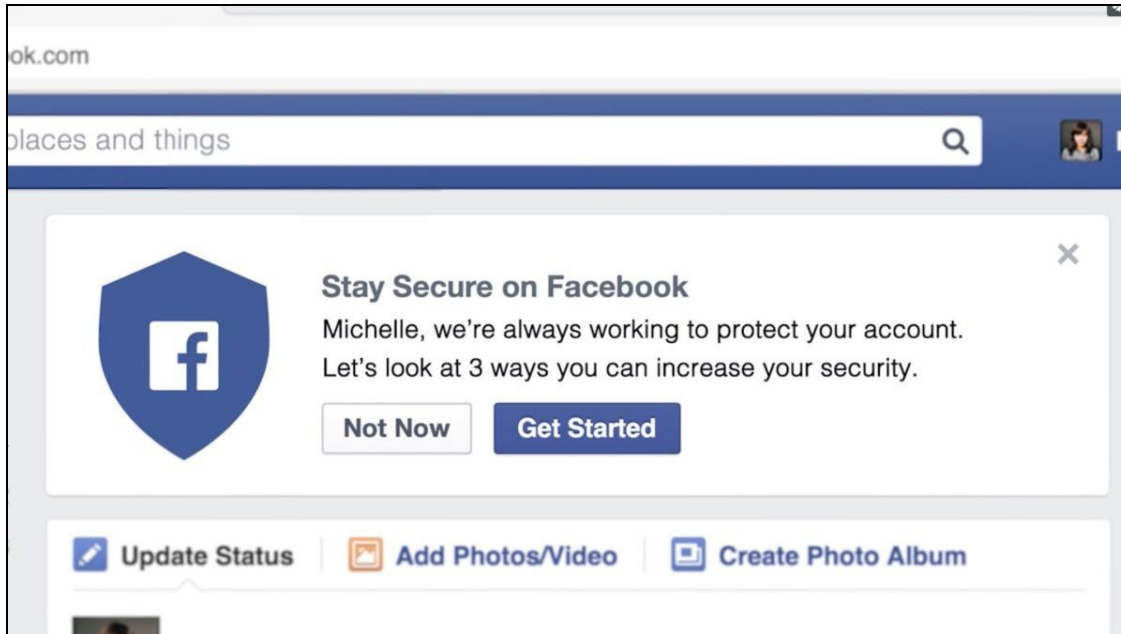 ok.com
places and things
Stay Secure on Facebook
Michelle, we're always working to protect your account.
Let's look at 3 ways you can increase your security.
Not Now
Get Started
Update Status
Add Photos/Video
Create Photo Album